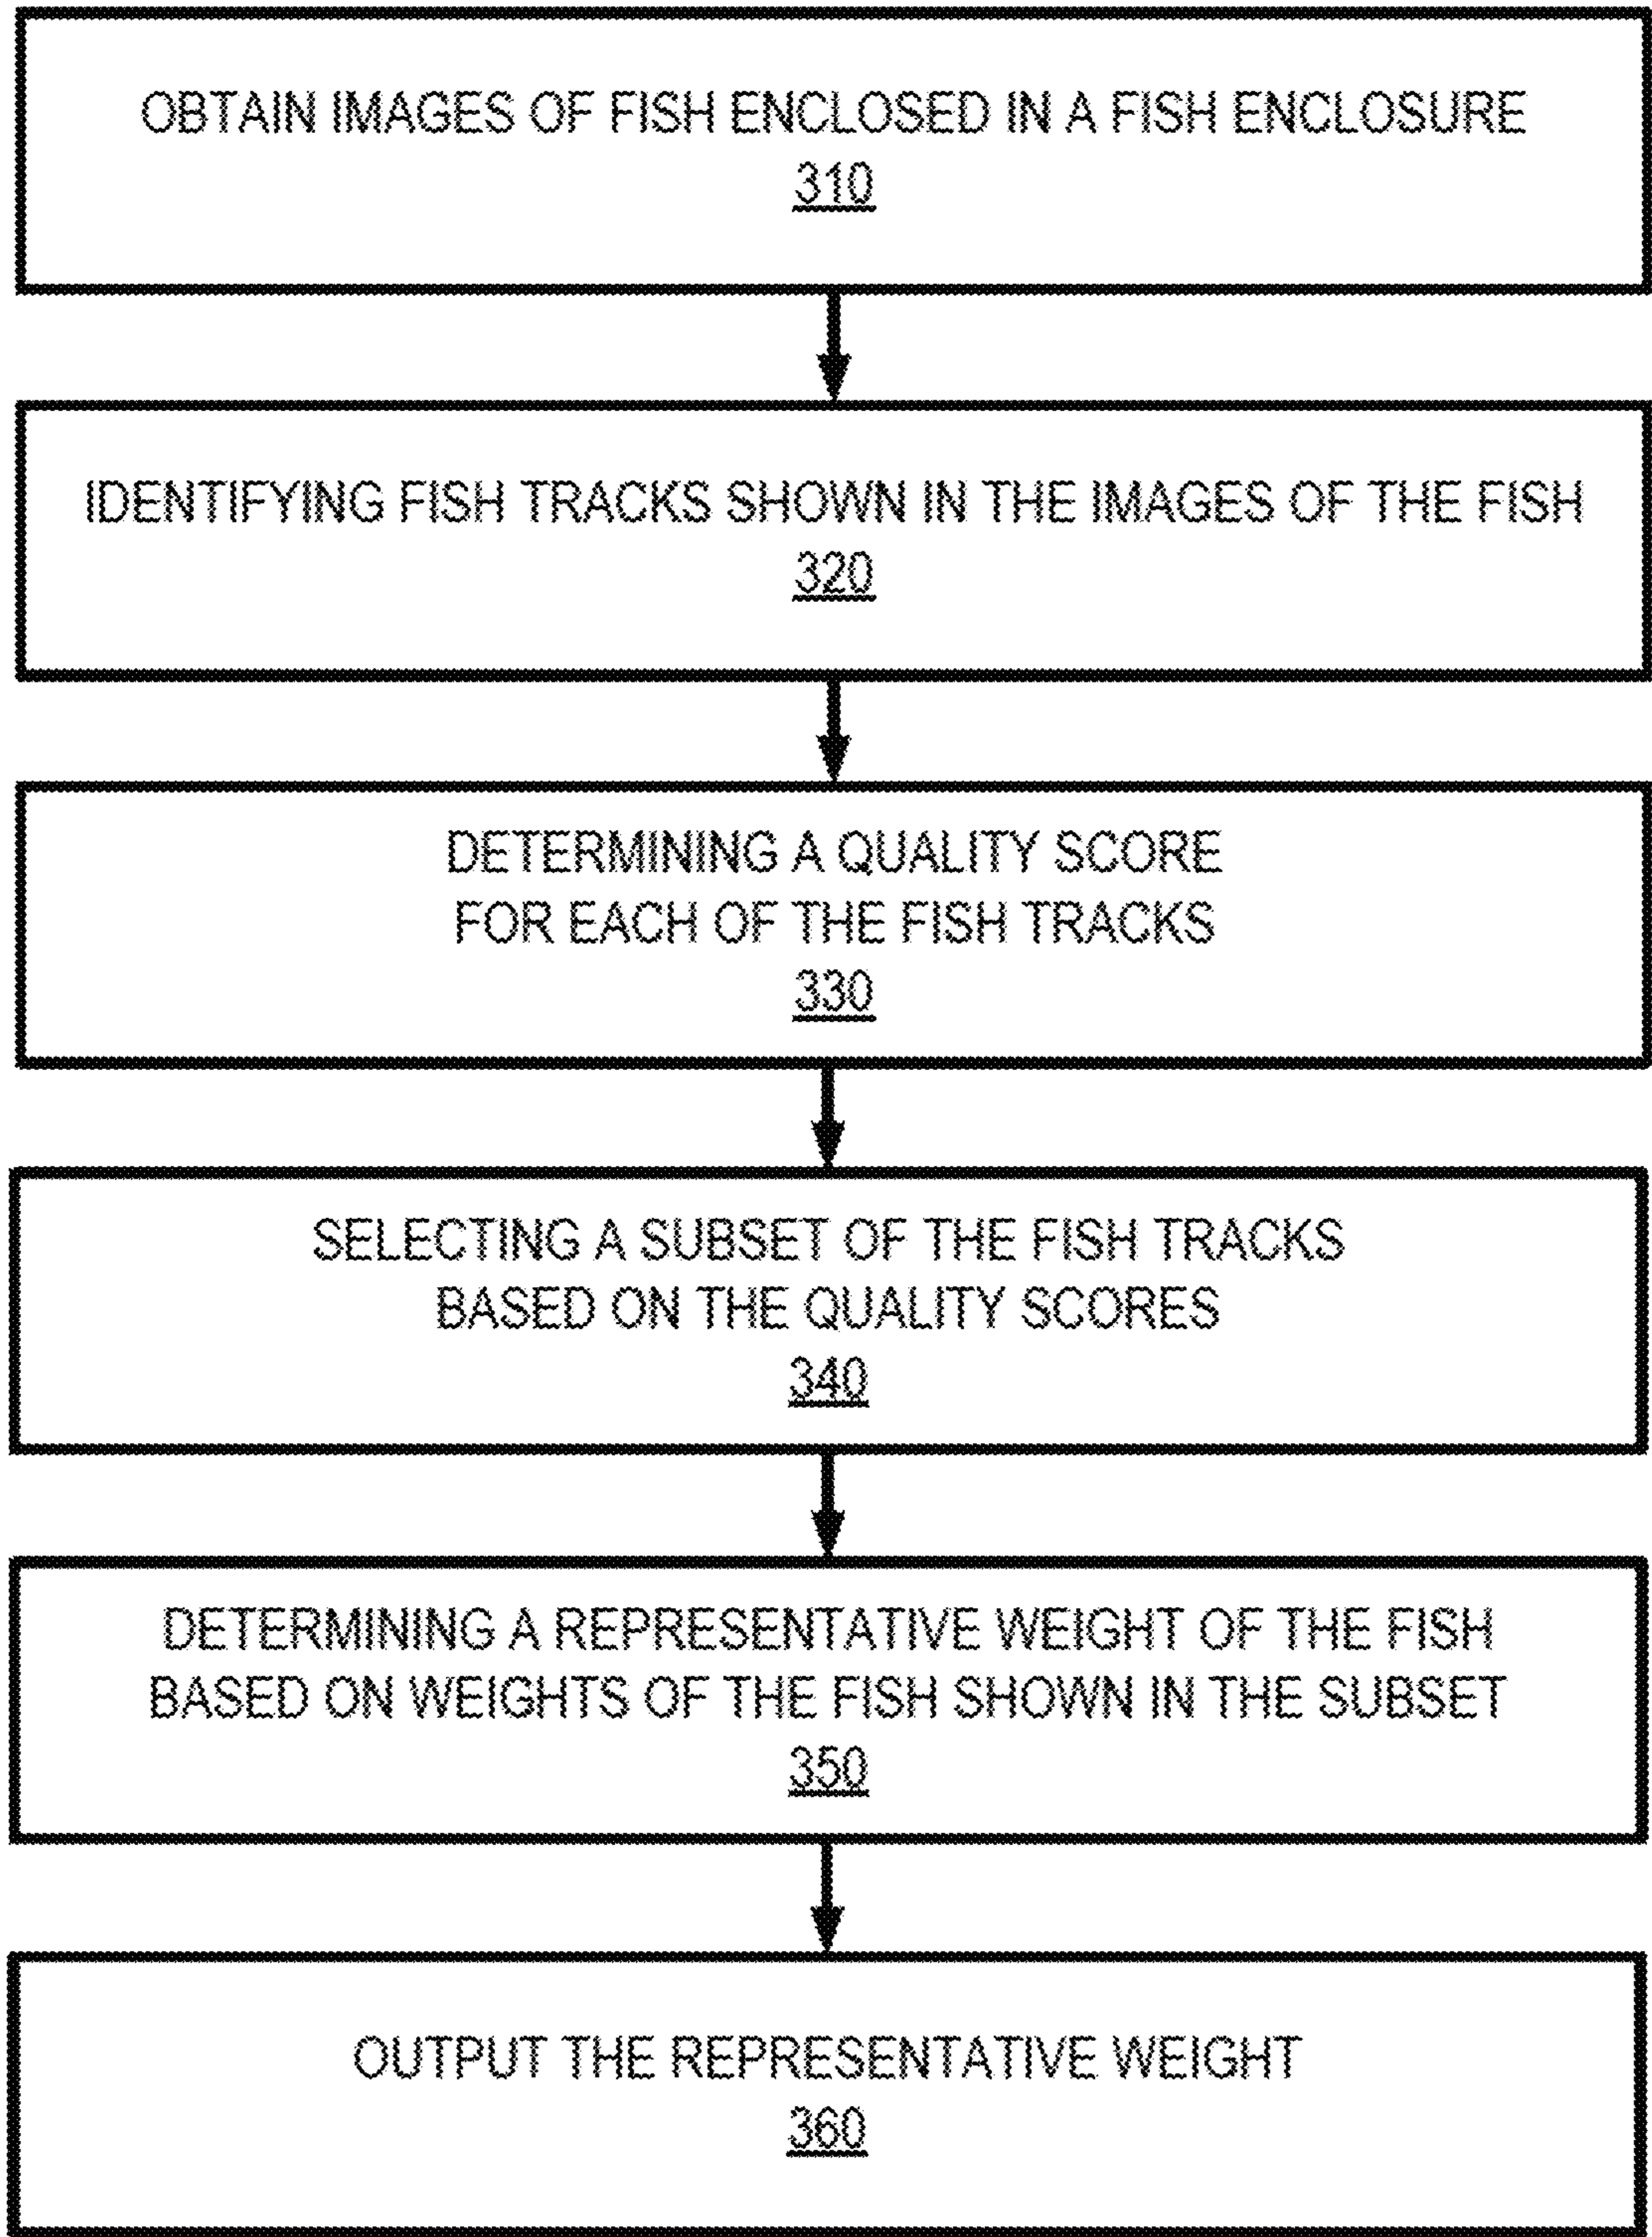 OBTAIN IMAGES OF FISH ENCLOSED IN A FISH ENCLOSURE
310
IDENTIFYING FISH TRACKS SHOWN IN THE IMAGES OF THE FISH
320
DETERMINING A QUALITY SCORE
FOR EACH OF THE FISH TRACKS
330
SELECTING A SUBSET OF THE FISH TRACKS
BASED ON THE QUALITY SCORES
340
DETERMINING A REPRESENTATIVE WEIGHT OF THE FISH
BASED ON WEIGHTS OF THE FISH SHOWN IN THE SUBSET
350
OUTPUT THE REPRESENTATIVE WEIGHT
360